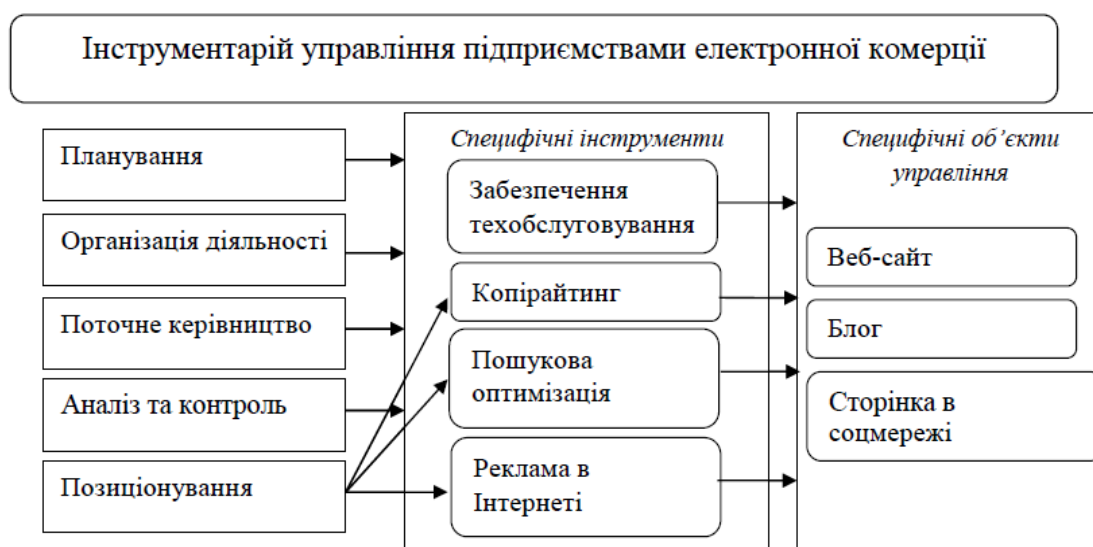 Інструментарій управління підприємствами електронної комерції
Планування
Організація діяльності
Поточне керівництво
Аналіз та контроль
Позиціонування
Специфічні інструменти
Забезпечення
техобслуговування
Копірайтинг
Пошукова
оптимізація
Реклама в
Інтернеті
Специфічні об’єкти
управління
Веб-сайт
Блог
Сторінка в
соцмережі